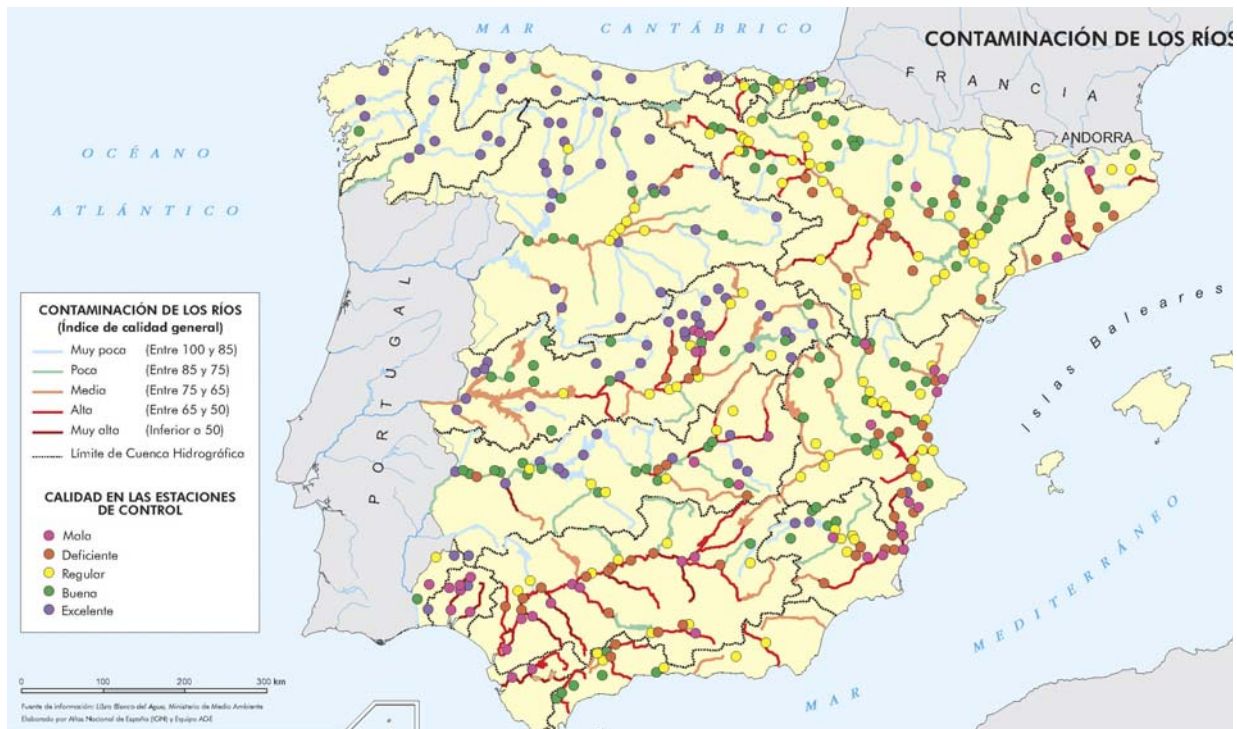 MAR CANTÁBRICO
CONTAMINACIÓN DE LOS RÍOS
FRANCIA
ANDORRA
OCÉANO
ATLÁNTICO
PORTUGAL
Islas Baleares
MAR MEDITERRÁNEO
CONTAMINACIÓN DE LOS RÍOS
(Índice de calidad general)
Muy poca (Entre 100 y 85)
Poca (Entre 85 y 75)
Media (Entre 75 y 65)
Alta (Entre 65 y 50)
Muy alta (Inferior a 50)
Límite de Cuenca Hidrográfica
CALIDAD EN LAS ESTACIONES
DE CONTROL
Mala
Deficiente
Regular
Buena
Excelente
0 100 200 300 km
Fuente de información: Libro Blanco del Agua, Ministerio de Medio Ambiente
Elaborado por Atlas Nacional de España (IGN) y Equipo AGE